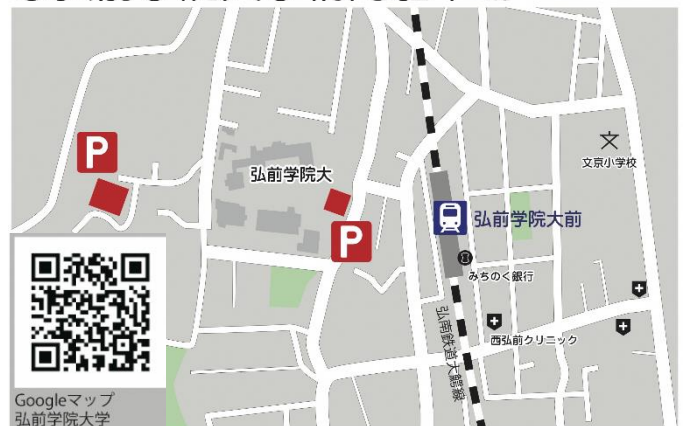 P
弘前学院大
P
文
文京小学校
弘前学院大前
みちのく銀行
弘南鉄道大鰐線
西弘前クリニック
Googleマップ
弘前学院大学